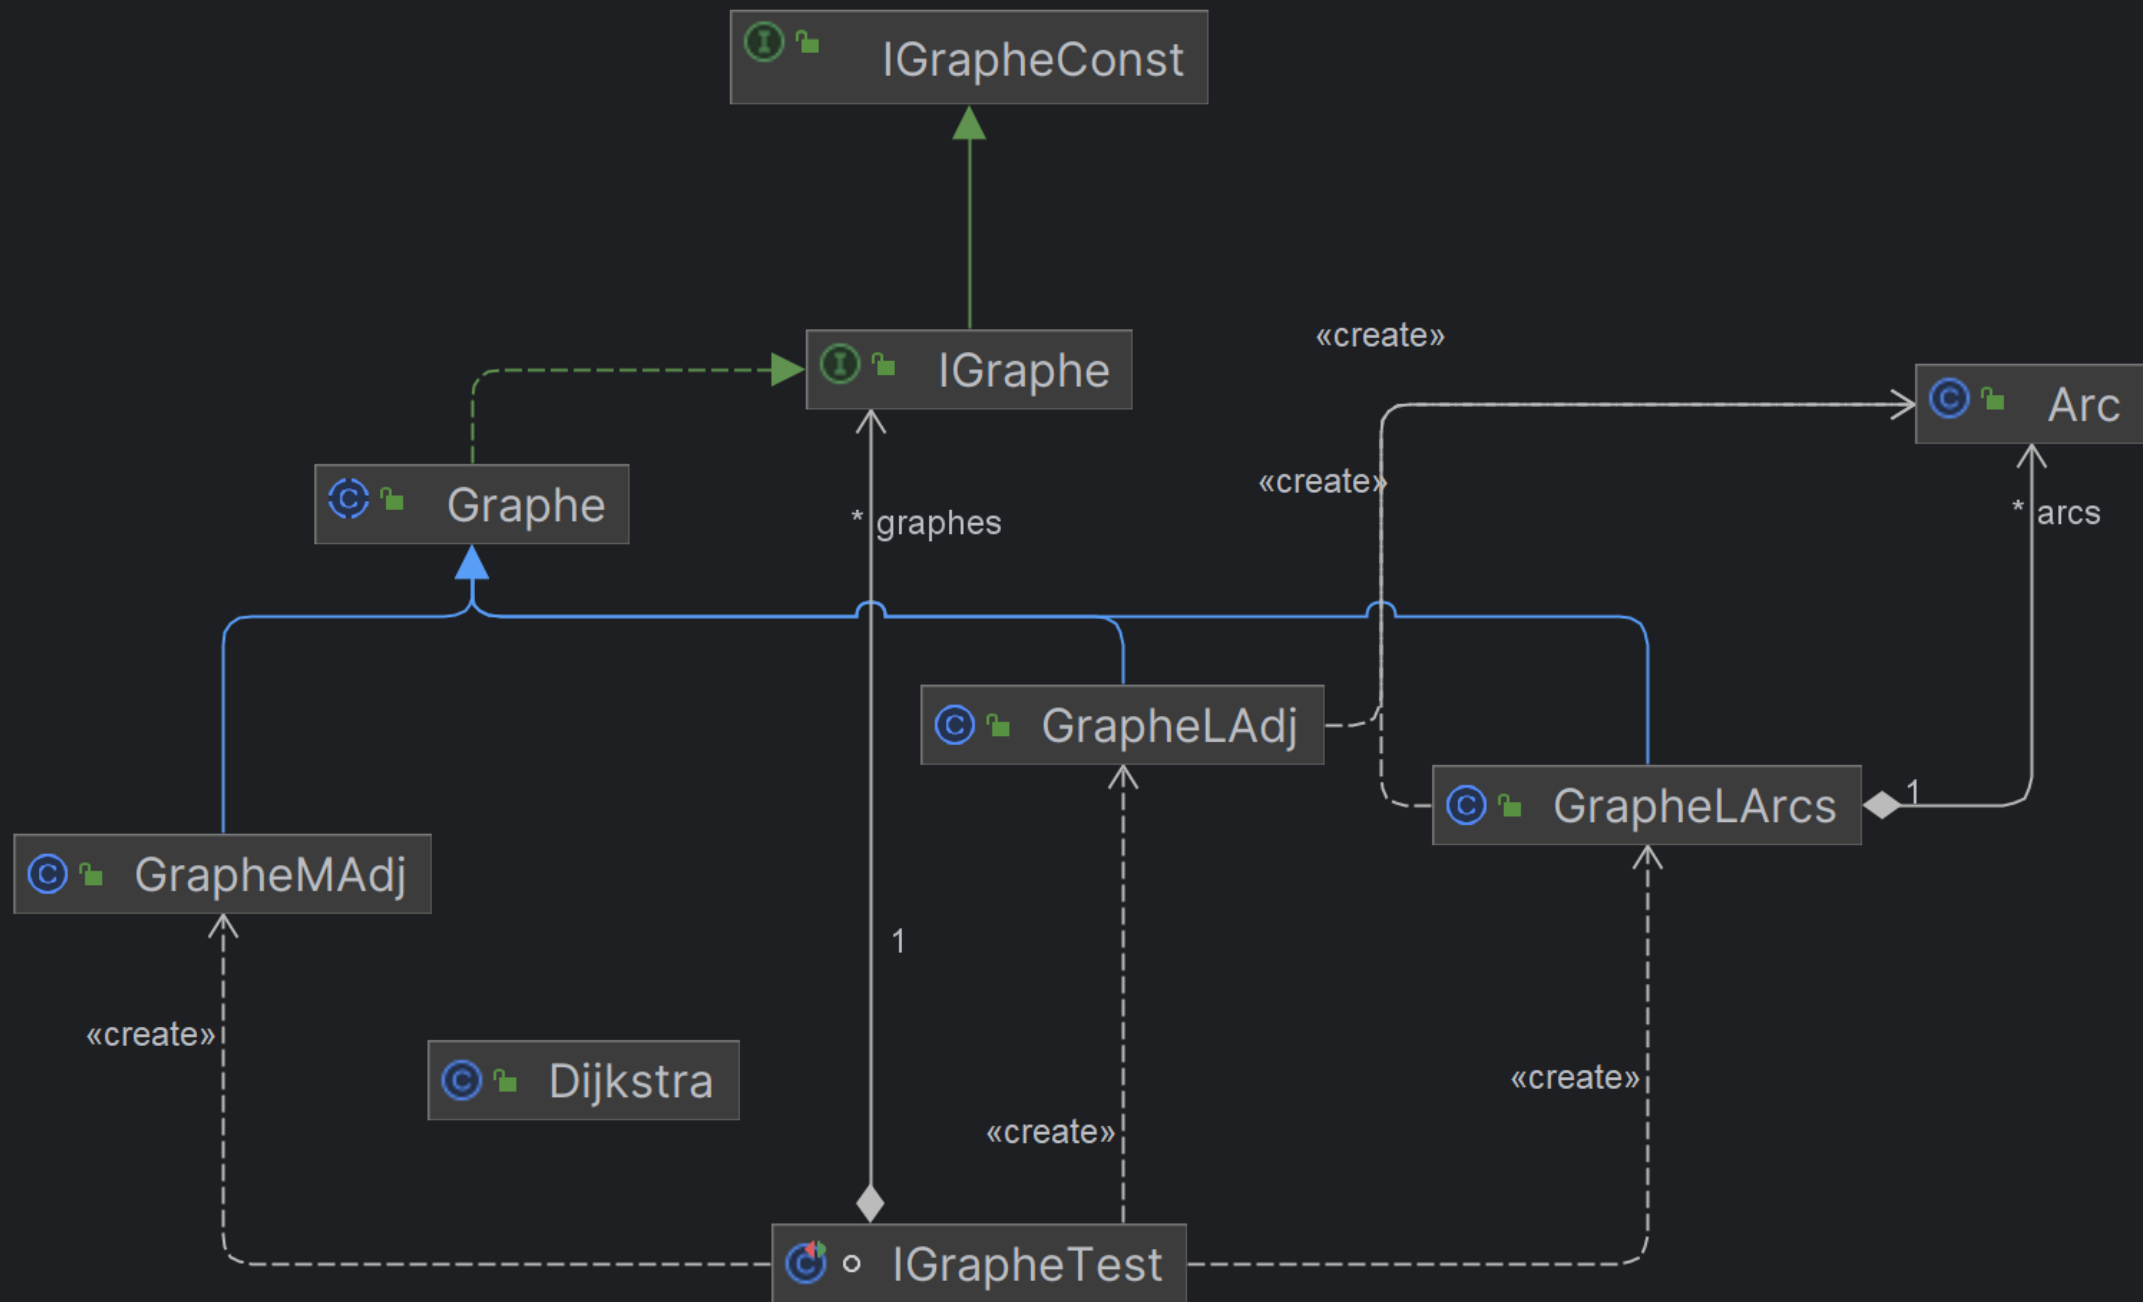 IGrapheConst
«create»
IGraphe
Arc
«create»
Graphe
* graphes
* arcs
GrapheLAdj
1
GrapheLArcs
GrapheMAdj
1
«create»
Dijkstra
«create»
«create»
IGrapheTest